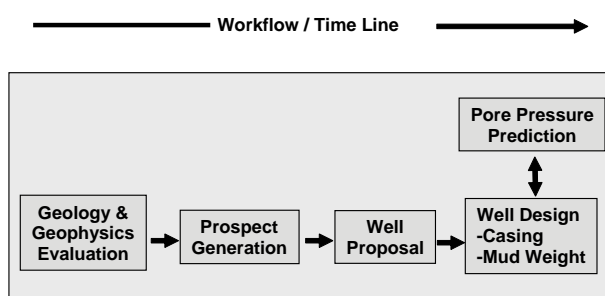 Workflow / Time Line
Pore Pressure
Prediction
Geology &
Geophysics
Evaluation
Prospect
Generation
Well
Proposal
Well Design
-Casing
-Mud Weight